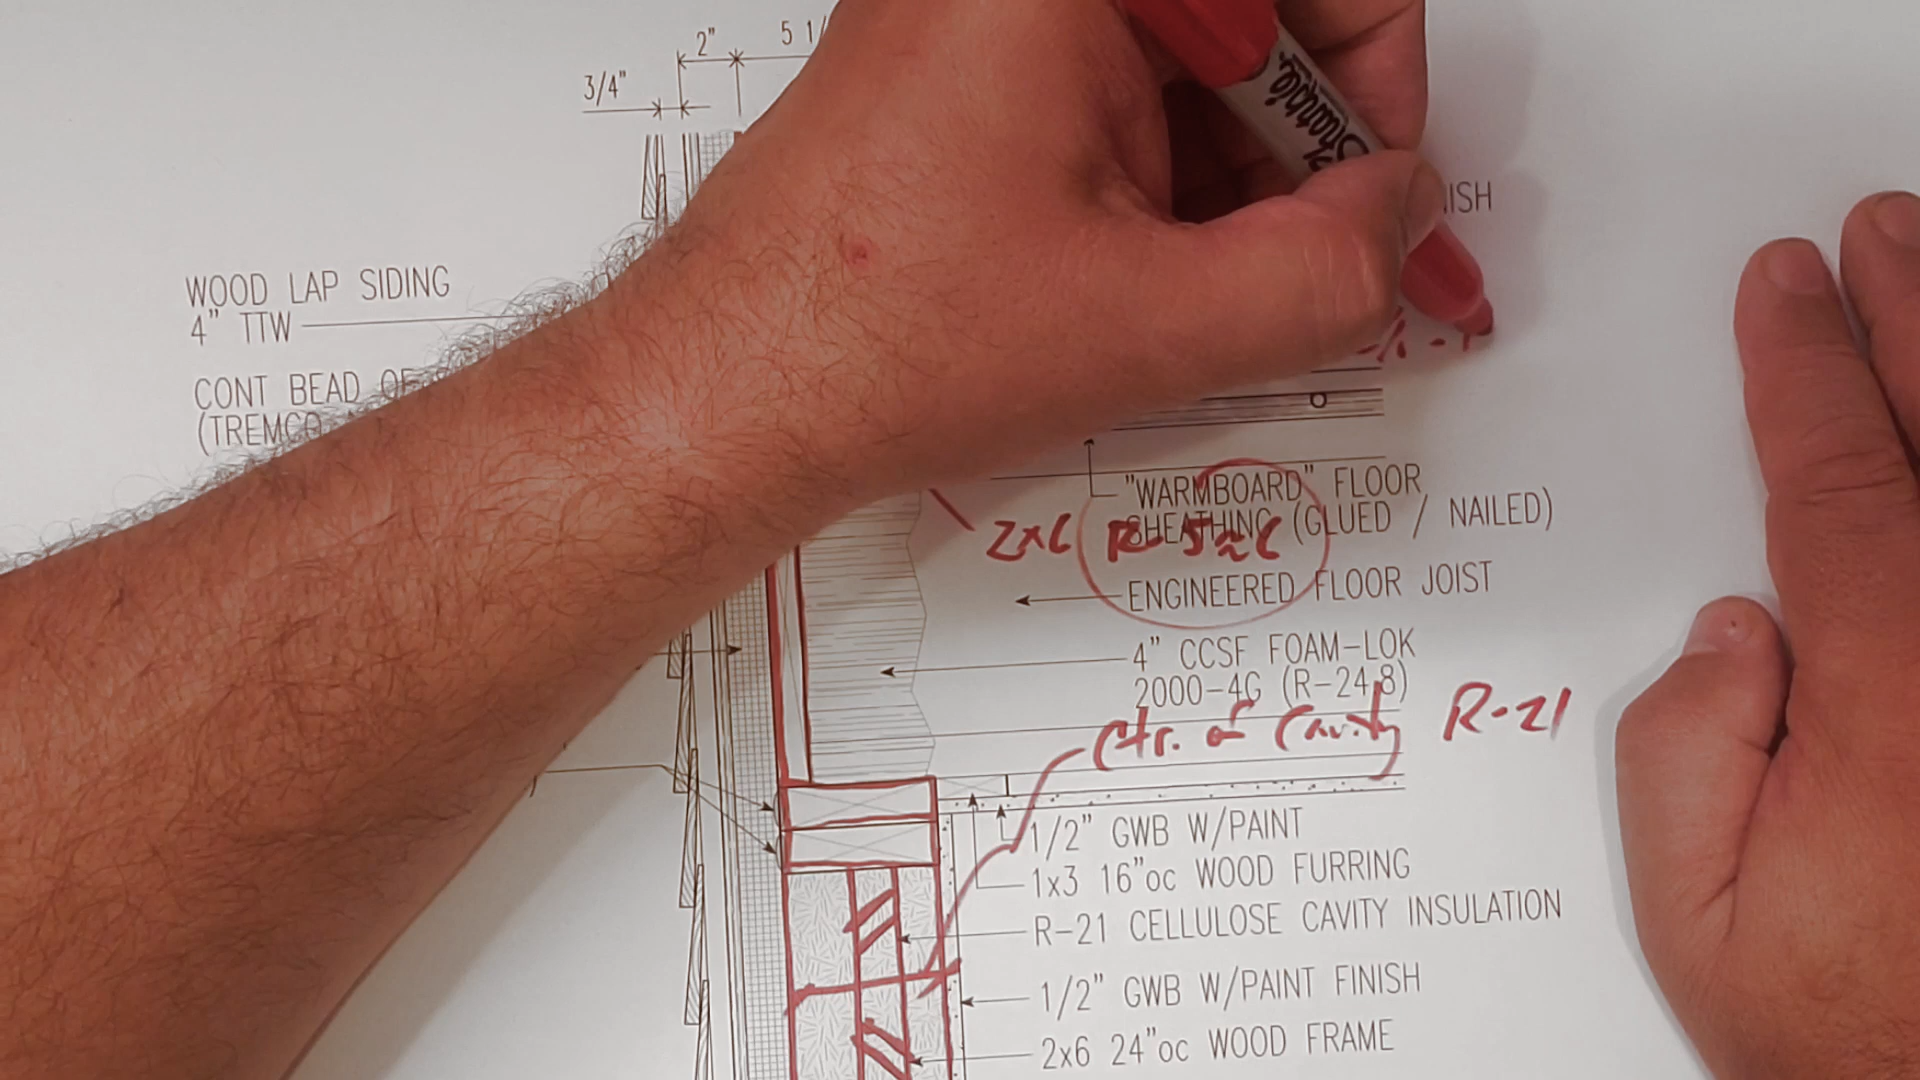 2" 5 1/
3/4"
Sharpie
ISH
WOOD LAP SIDING
4" TTW
CONT BEAD OF
(TREMCO
"WARMBOARD" FLOOR
SHEATHING (GLUED / NAILED)
2x6 R-5
ENGINEERED FLOOR JOIST
4" CCSF FOAM-LOK
2000-4G (R-24.8)
Ctr. of Cavity R-21
1/2" GWB W/PAINT
1x3 16"oc WOOD FURRING
R-21 CELLULOSE CAVITY INSULATION
1/2" GWB W/PAINT FINISH
2x6 24"oc WOOD FRAME